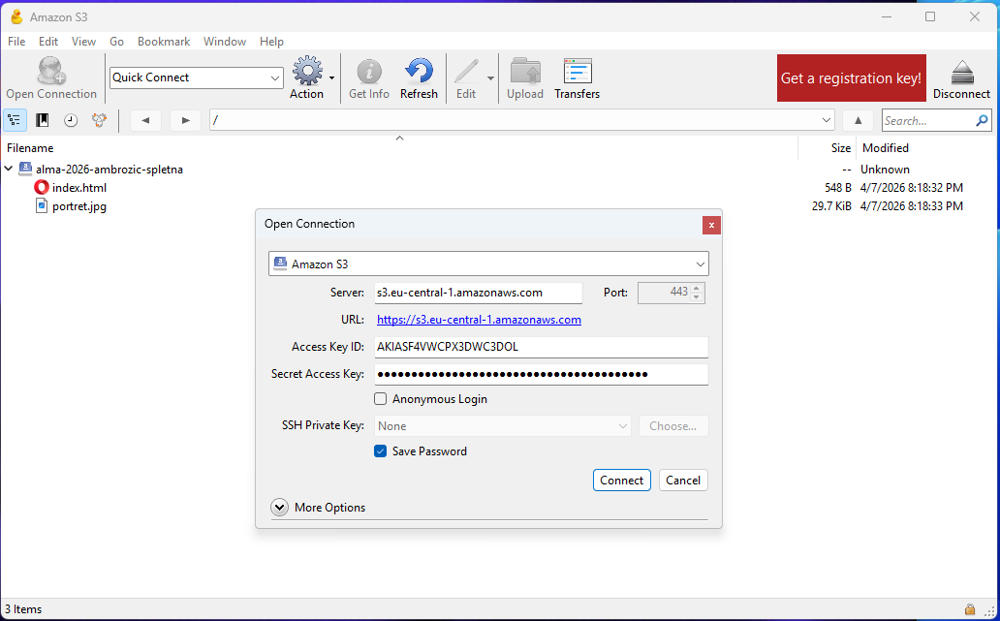 Amazon S3
File Edit View Go Bookmark Window Help
Open Connection Quick Connect Action Get Info Refresh Edit Upload Transfers Get a registration key! Disconnect
/ Search...
Filename Size Modified
alma-2026-ambrozic-spletna -- Unknown
index.html 548 B 4/7/2026 8:18:32 PM
portret.jpg 29.7 KiB 4/7/2026 8:18:33 PM
Open Connection x
Amazon S3
Server: s3.eu-central-1.amazonaws.com Port: 443
URL: https://s3.eu-central-1.amazonaws.com
Access Key ID: AKIASF4VWCPX3DWC3DOL
Secret Access Key: ●●●●●●●●●●●●●●●●●●●●●●●●●●●●●●●●●●●●●●●●
Anonymous Login
SSH Private Key: None Choose...
Save Password
Connect Cancel
More Options
3 Items